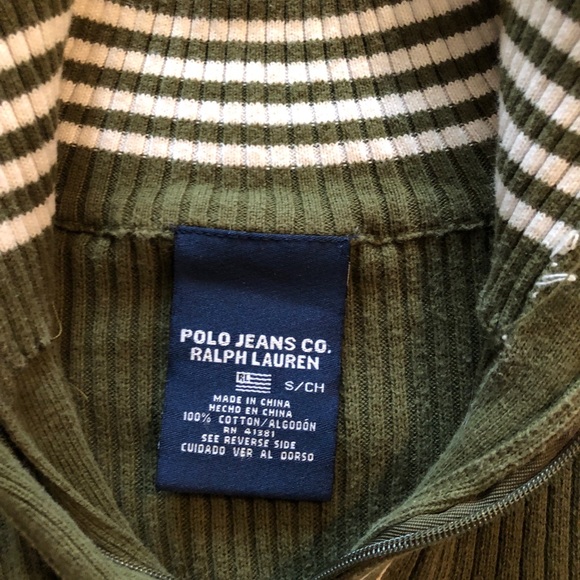 POLO JEANS CO.
RALPH LAUREN
RL S/CH
MADE IN CHINA
HECHO EN CHINA
100% COTTON/ALGODÓN
RN 41381
SEE REVERSE SIDE
CUIDADO VER AL DORSO